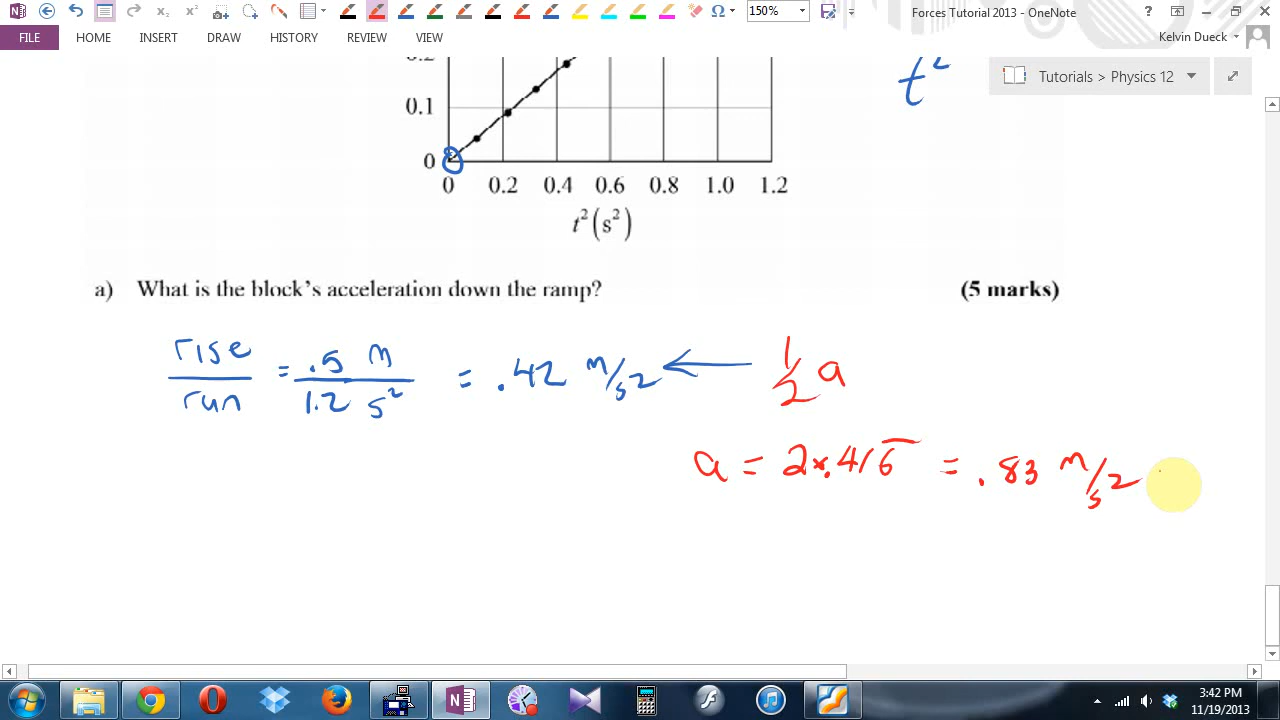 150%
Forces Tutorial 2013 - OneNote
?
FILE HOME INSERT DRAW HISTORY REVIEW VIEW
Kelvin Dueck
Tutorials > Physics 12
t²
0.2
0.1
0
0 0.2 0.4 0.6 0.8 1.0 1.2
t² (s²)
a) What is the block's acceleration down the ramp? (5 marks)
rise/run = .5 m/1.2 s² = .42 m/s2 ← 1/2 a
a = 2×.416̅ = .83 m/s2
3:42 PM
11/19/2013